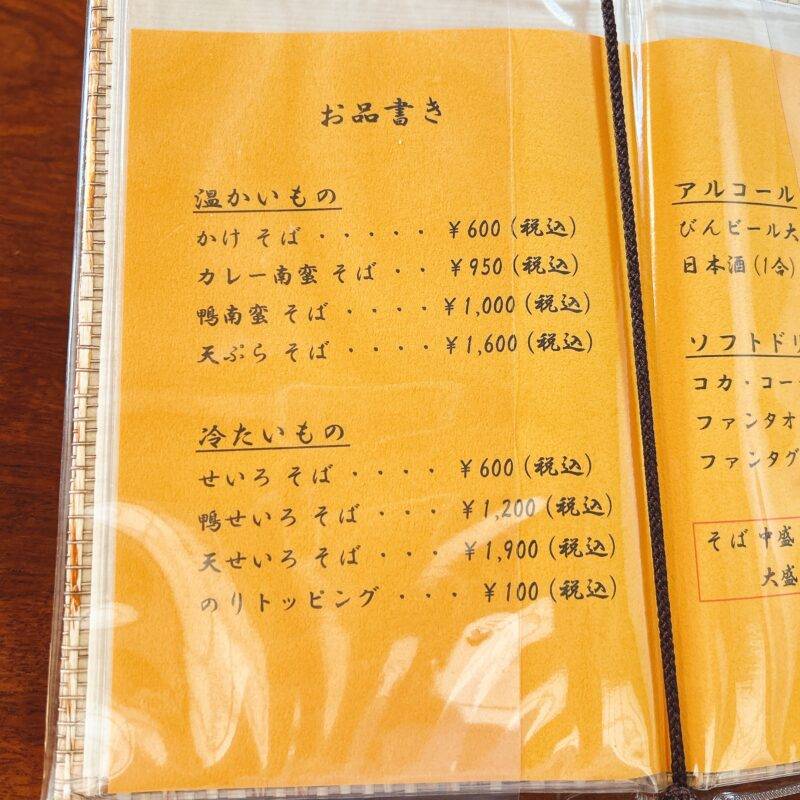 お品書き
温かいもの
かけ そば ・・・・・ ￥600 (税込)
カレー南蛮 そば ・・ ￥950 (税込)
鴨南蛮 そば ・・・・ ￥1,000 (税込)
天ぷら そば ・・・・ ￥1,600 (税込)
冷たいもの
せいろ そば ・・・・ ￥600 (税込)
鴨せいろ そば ・・・ ￥1,200 (税込)
天せいろ そば ・・・ ￥1,900 (税込)
のりトッピング ・・・ ￥100 (税込)
アルコール
びんビール大
日本酒 (1合)
ソフトドリ
コカ・コー
ファンタオ
ファンタグ
そば 中盛
大盛